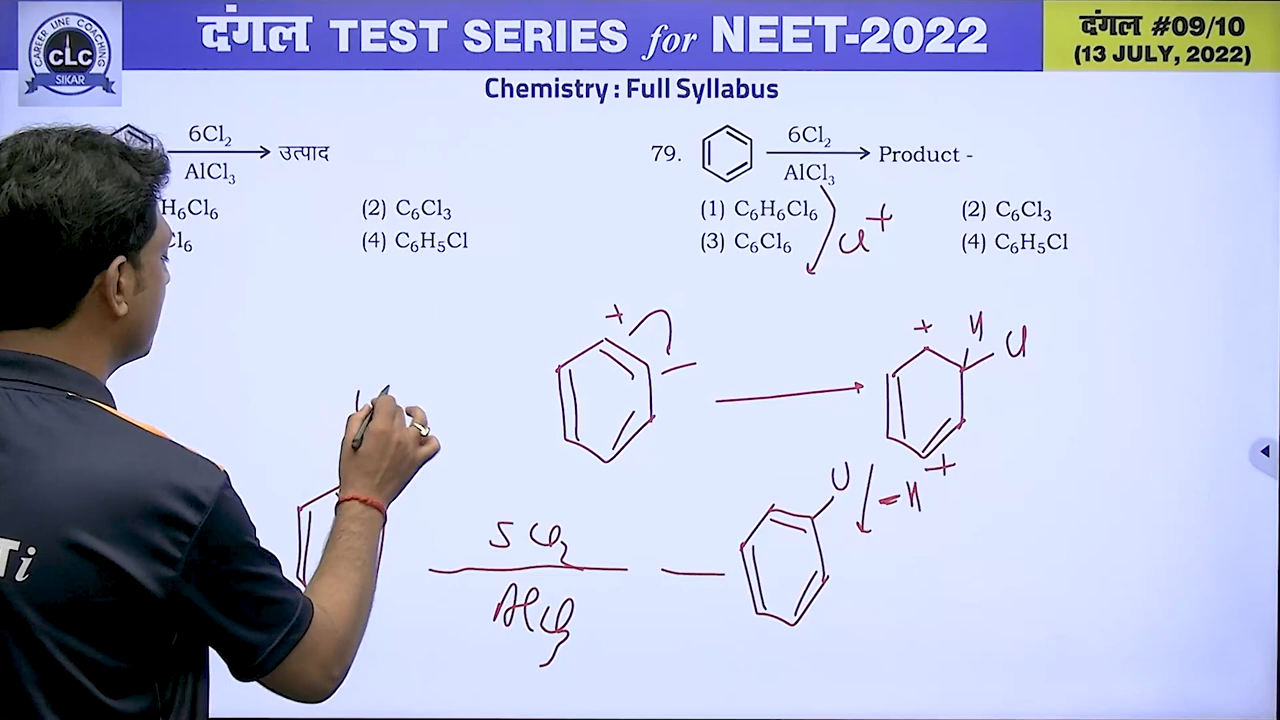 CAREER LINE COACHING
CLC
SIKAR
दंगल TEST SERIES for NEET-2022
दंगल #09/10
(13 JULY, 2022)
Chemistry : Full Syllabus
6Cl₂
AlCl₃
उत्पाद
H₆Cl₆
(2) C₆Cl₃
Cl₆
(4) C₆H₅Cl
79.
6Cl₂
AlCl₃
Product -
(1) C₆H₆Cl₆
(2) C₆Cl₃
(3) C₆Cl₆
(4) C₆H₅Cl
Cl⁺
+
−
+
H
Cl
−H⁺
Cl
5Cl₂
AlCl₃
Ti